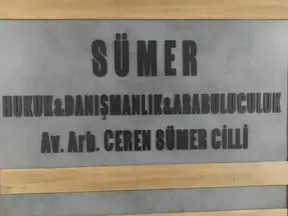 SÜMER
HUKUK&DANIŞMANLIK&ARABULUCULUK
Av. Arb. CEREN SÜMER CİLLİ